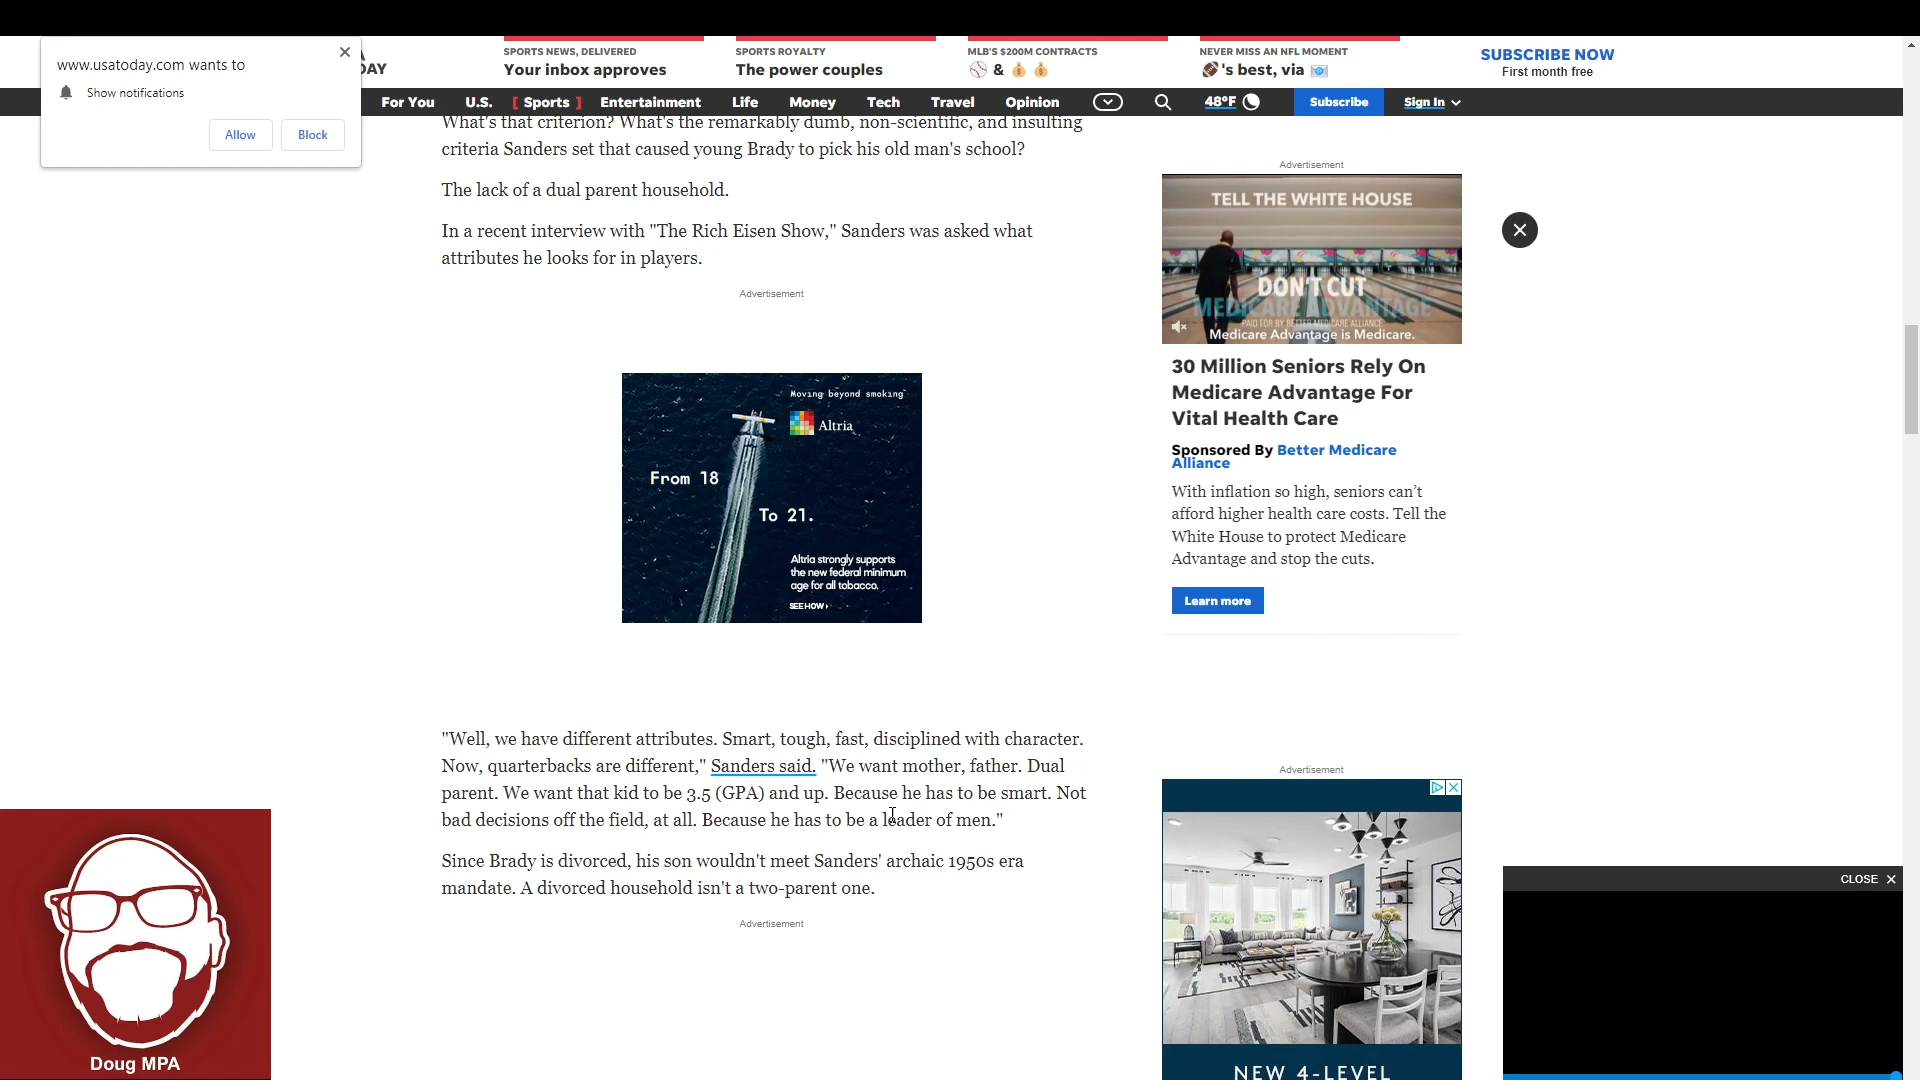 www.usatoday.com wants to
Show notifications
Allow
Block
DAY
SPORTS NEWS, DELIVERED
Your inbox approves
SPORTS ROYALTY
The power couples
MLB'S $200M CONTRACTS
⚾ & 💰 💰
NEVER MISS AN NFL MOMENT
🏈's best, via 📧
SUBSCRIBE NOW
First month free
For You U.S. [ Sports ] Entertainment Life Money Tech Travel Opinion 48°F Subscribe Sign In
What's that criterion? What's the remarkably dumb, non-scientific, and insulting
criteria Sanders set that caused young Brady to pick his old man's school?
The lack of a dual parent household.
In a recent interview with "The Rich Eisen Show," Sanders was asked what
attributes he looks for in players.
Advertisement
Moving beyond smoking
Altria
From 18
To 21.
Altria strongly supports
the new federal minimum
age for all tobacco.
SEE HOW ›
"Well, we have different attributes. Smart, tough, fast, disciplined with character.
Now, quarterbacks are different," Sanders said. "We want mother, father. Dual
parent. We want that kid to be 3.5 (GPA) and up. Because he has to be smart. Not
bad decisions off the field, at all. Because he has to be a leader of men."
Since Brady is divorced, his son wouldn't meet Sanders' archaic 1950s era
mandate. A divorced household isn't a two-parent one.
Advertisement
Advertisement
TELL THE WHITE HOUSE
DON'T CUT
MEDICARE ADVANTAGE
PAID FOR BY BETTER MEDICARE ALLIANCE
Medicare Advantage is Medicare.
30 Million Seniors Rely On
Medicare Advantage For
Vital Health Care
Sponsored By Better Medicare
Alliance
With inflation so high, seniors can’t
afford higher health care costs. Tell the
White House to protect Medicare
Advantage and stop the cuts.
Learn more
Advertisement
NEW 4-LEVEL
CLOSE
Doug MPA